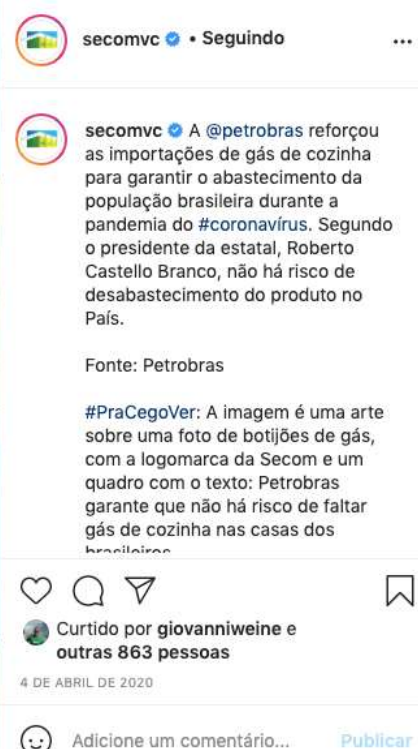 secomvc • Seguindo
...
secomvc A @petrobras reforçou
as importações de gás de cozinha
para garantir o abastecimento da
população brasileira durante a
pandemia do #coronavírus. Segundo
o presidente da estatal, Roberto
Castello Branco, não há risco de
desabastecimento do produto no
País.
Fonte: Petrobras
#PraCegoVer: A imagem é uma arte
sobre uma foto de botijões de gás,
com a logomarca da Secom e um
quadro com o texto: Petrobras
garante que não há risco de faltar
gás de cozinha nas casas dos
brasileiros
Curtido por giovanniweine e
outras 863 pessoas
4 DE ABRIL DE 2020
Adicione um comentário... Publicar